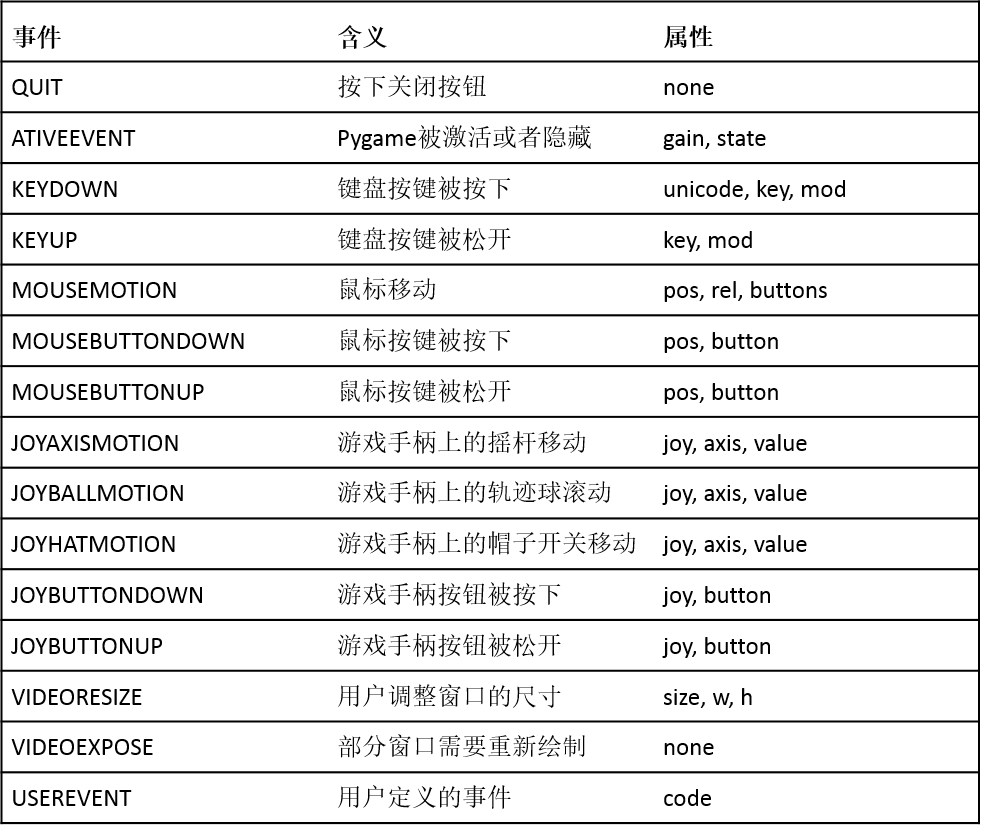 事件 含义 属性
QUIT 按下关闭按钮 none
ATIVEEVENT Pygame被激活或者隐藏 gain, state
KEYDOWN 键盘按键被按下 unicode, key, mod
KEYUP 键盘按键被松开 key, mod
MOUSEMOTION 鼠标移动 pos, rel, buttons
MOUSEBUTTONDOWN 鼠标按键被按下 pos, button
MOUSEBUTTONUP 鼠标按键被松开 pos, button
JOYAXISMOTION 游戏手柄上的摇杆移动 joy, axis, value
JOYBALLMOTION 游戏手柄上的轨迹球滚动 joy, axis, value
JOYHATMOTION 游戏手柄上的帽子开关移动 joy, axis, value
JOYBUTTONDOWN 游戏手柄按钮被按下 joy, button
JOYBUTTONUP 游戏手柄按钮被松开 joy, button
VIDEORESIZE 用户调整窗口的尺寸 size, w, h
VIDEOEXPOSE 部分窗口需要重新绘制 none
USEREVENT 用户定义的事件 code